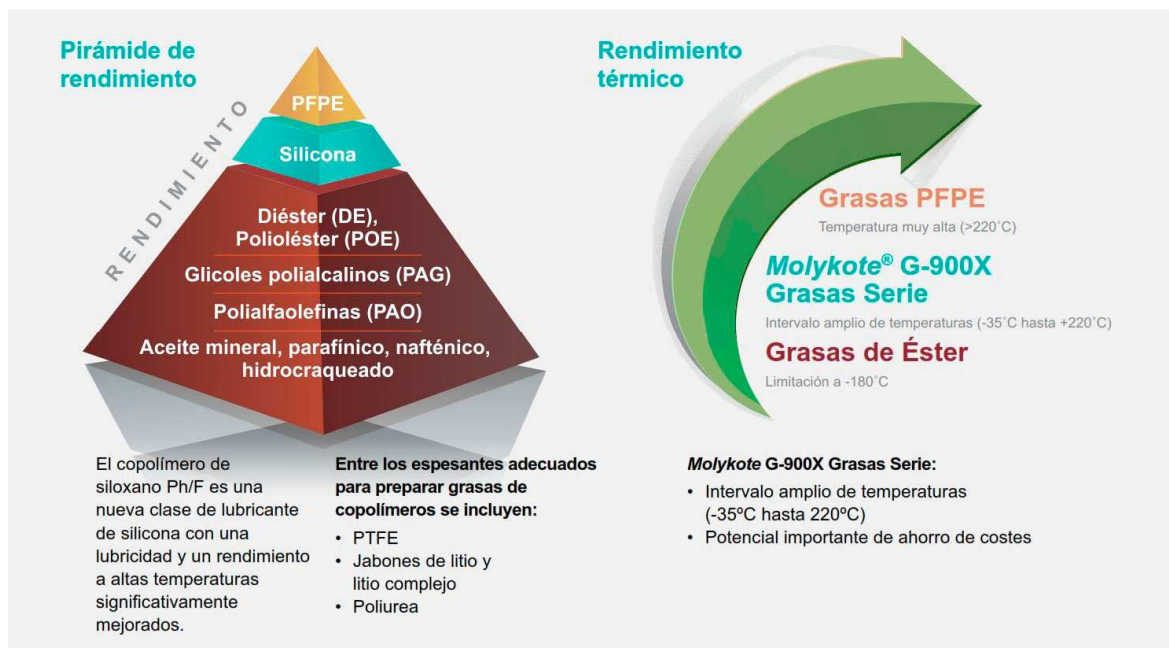 Pirámide de
rendimiento
RENDIMIENTO
PFPE
Silicona
Diéster (DE),
Polioléster (POE)
Glicoles polialcalinos (PAG)
Polialfaolefinas (PAO)
Aceite mineral, parafínico, nafténico,
hidrocraqueado
El copolímero de
siloxano Ph/F es una
nueva clase de lubricante
de silicona con una
lubricidad y un rendimiento
a altas temperaturas
significativamente
mejorados.
Entre los espesantes adecuados
para preparar grasas de
copolímeros se incluyen:
• PTFE
• Jabones de litio y
litio complejo
• Poliurea
Rendimiento
térmico
Grasas PFPE
Temperatura muy alta (>220˚C)
Molykote® G-900X
Grasas Serie
Intervalo amplio de temperaturas (-35˚C hasta +220˚C)
Grasas de Éster
Limitación a -180˚C
Molykote G-900X Grasas Serie:
• Intervalo amplio de temperaturas
(-35ºC hasta 220ºC)
• Potencial importante de ahorro de costes